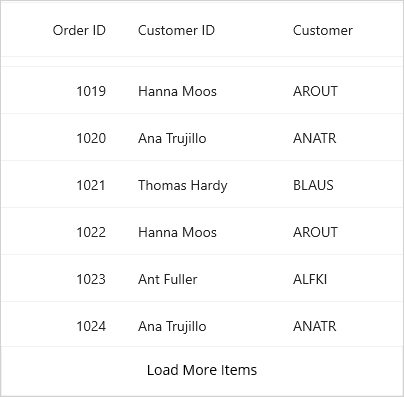 Order ID Customer ID Customer
1019 Hanna Moos AROUT
1020 Ana Trujillo ANATR
1021 Thomas Hardy BLAUS
1022 Hanna Moos AROUT
1023 Ant Fuller ALFKI
1024 Ana Trujillo ANATR
Load More Items